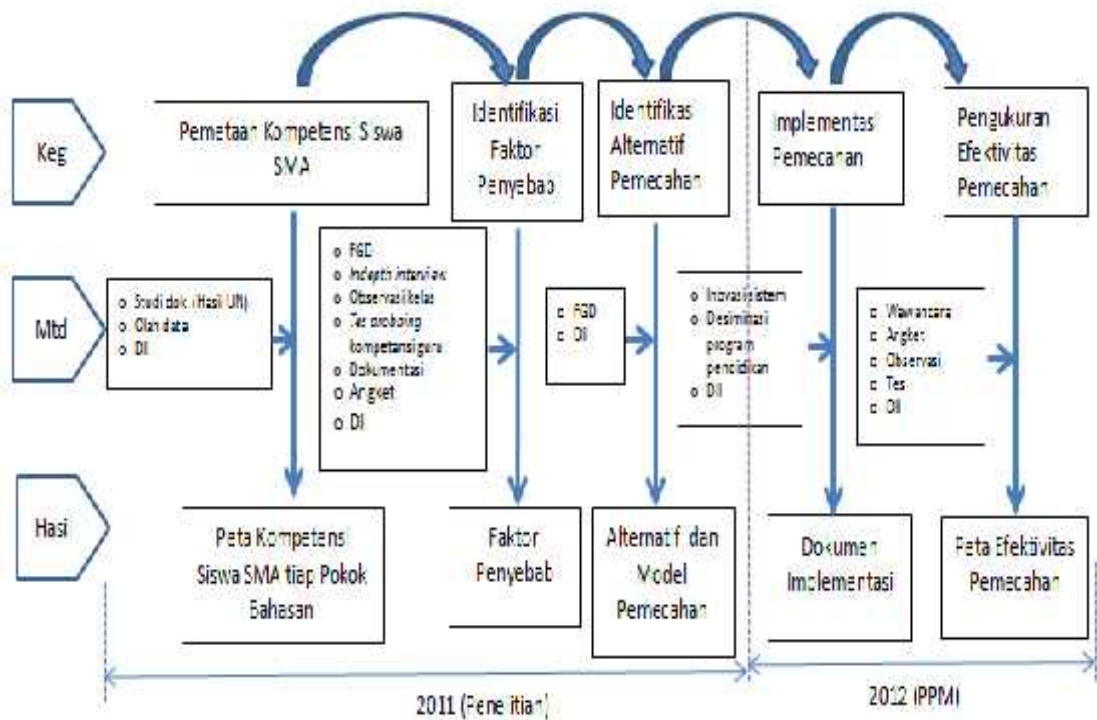 Keg
Pemetaan Kompetensi Siswa
SMA
Identifikasi
Faktor
Penyebab
Identifikas
Alternatif
Pemecahan
Implementasi
Pemecahan
Pengukuran
Efektivitas
Pemecahan
Mtd
o Studi dok. (Hasil UN)
o Olah data
o Dll
o FGD
o Indepth interview
o Observasi kelas
o Tes probing
kompetensi guru
o Dokumentasi
o Angket
o Dll
o FGD
o Dll
o Inovasi sistem
o Desiminasi
program
pendidikan
o Dll
o Wawancara
o Angket
o Observasi
o Tes
o Dll
Hasi
Peta Kompetensi
Siswa SMA tiap Pokok
Bahasan
Faktor
Penyebab
Alternatif dan
Model
Pemecahan
Dokumen
Implementasi
Peta Efektivitas
Pemecahan
2011 (Penelitian)
2012 (PPM)